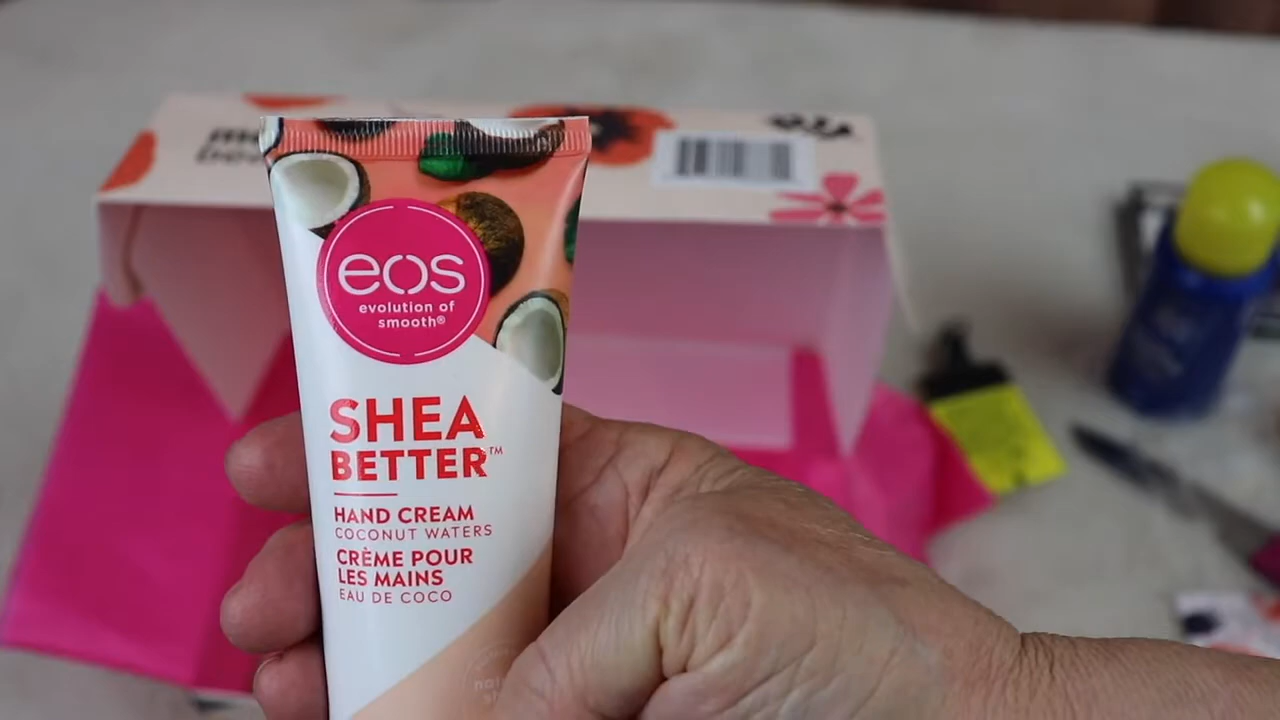 eos
evolution of
smooth®
SHEA
BETTER™
HAND CREAM
COCONUT WATERS
CRÈME POUR
LES MAINS
EAU DE COCO